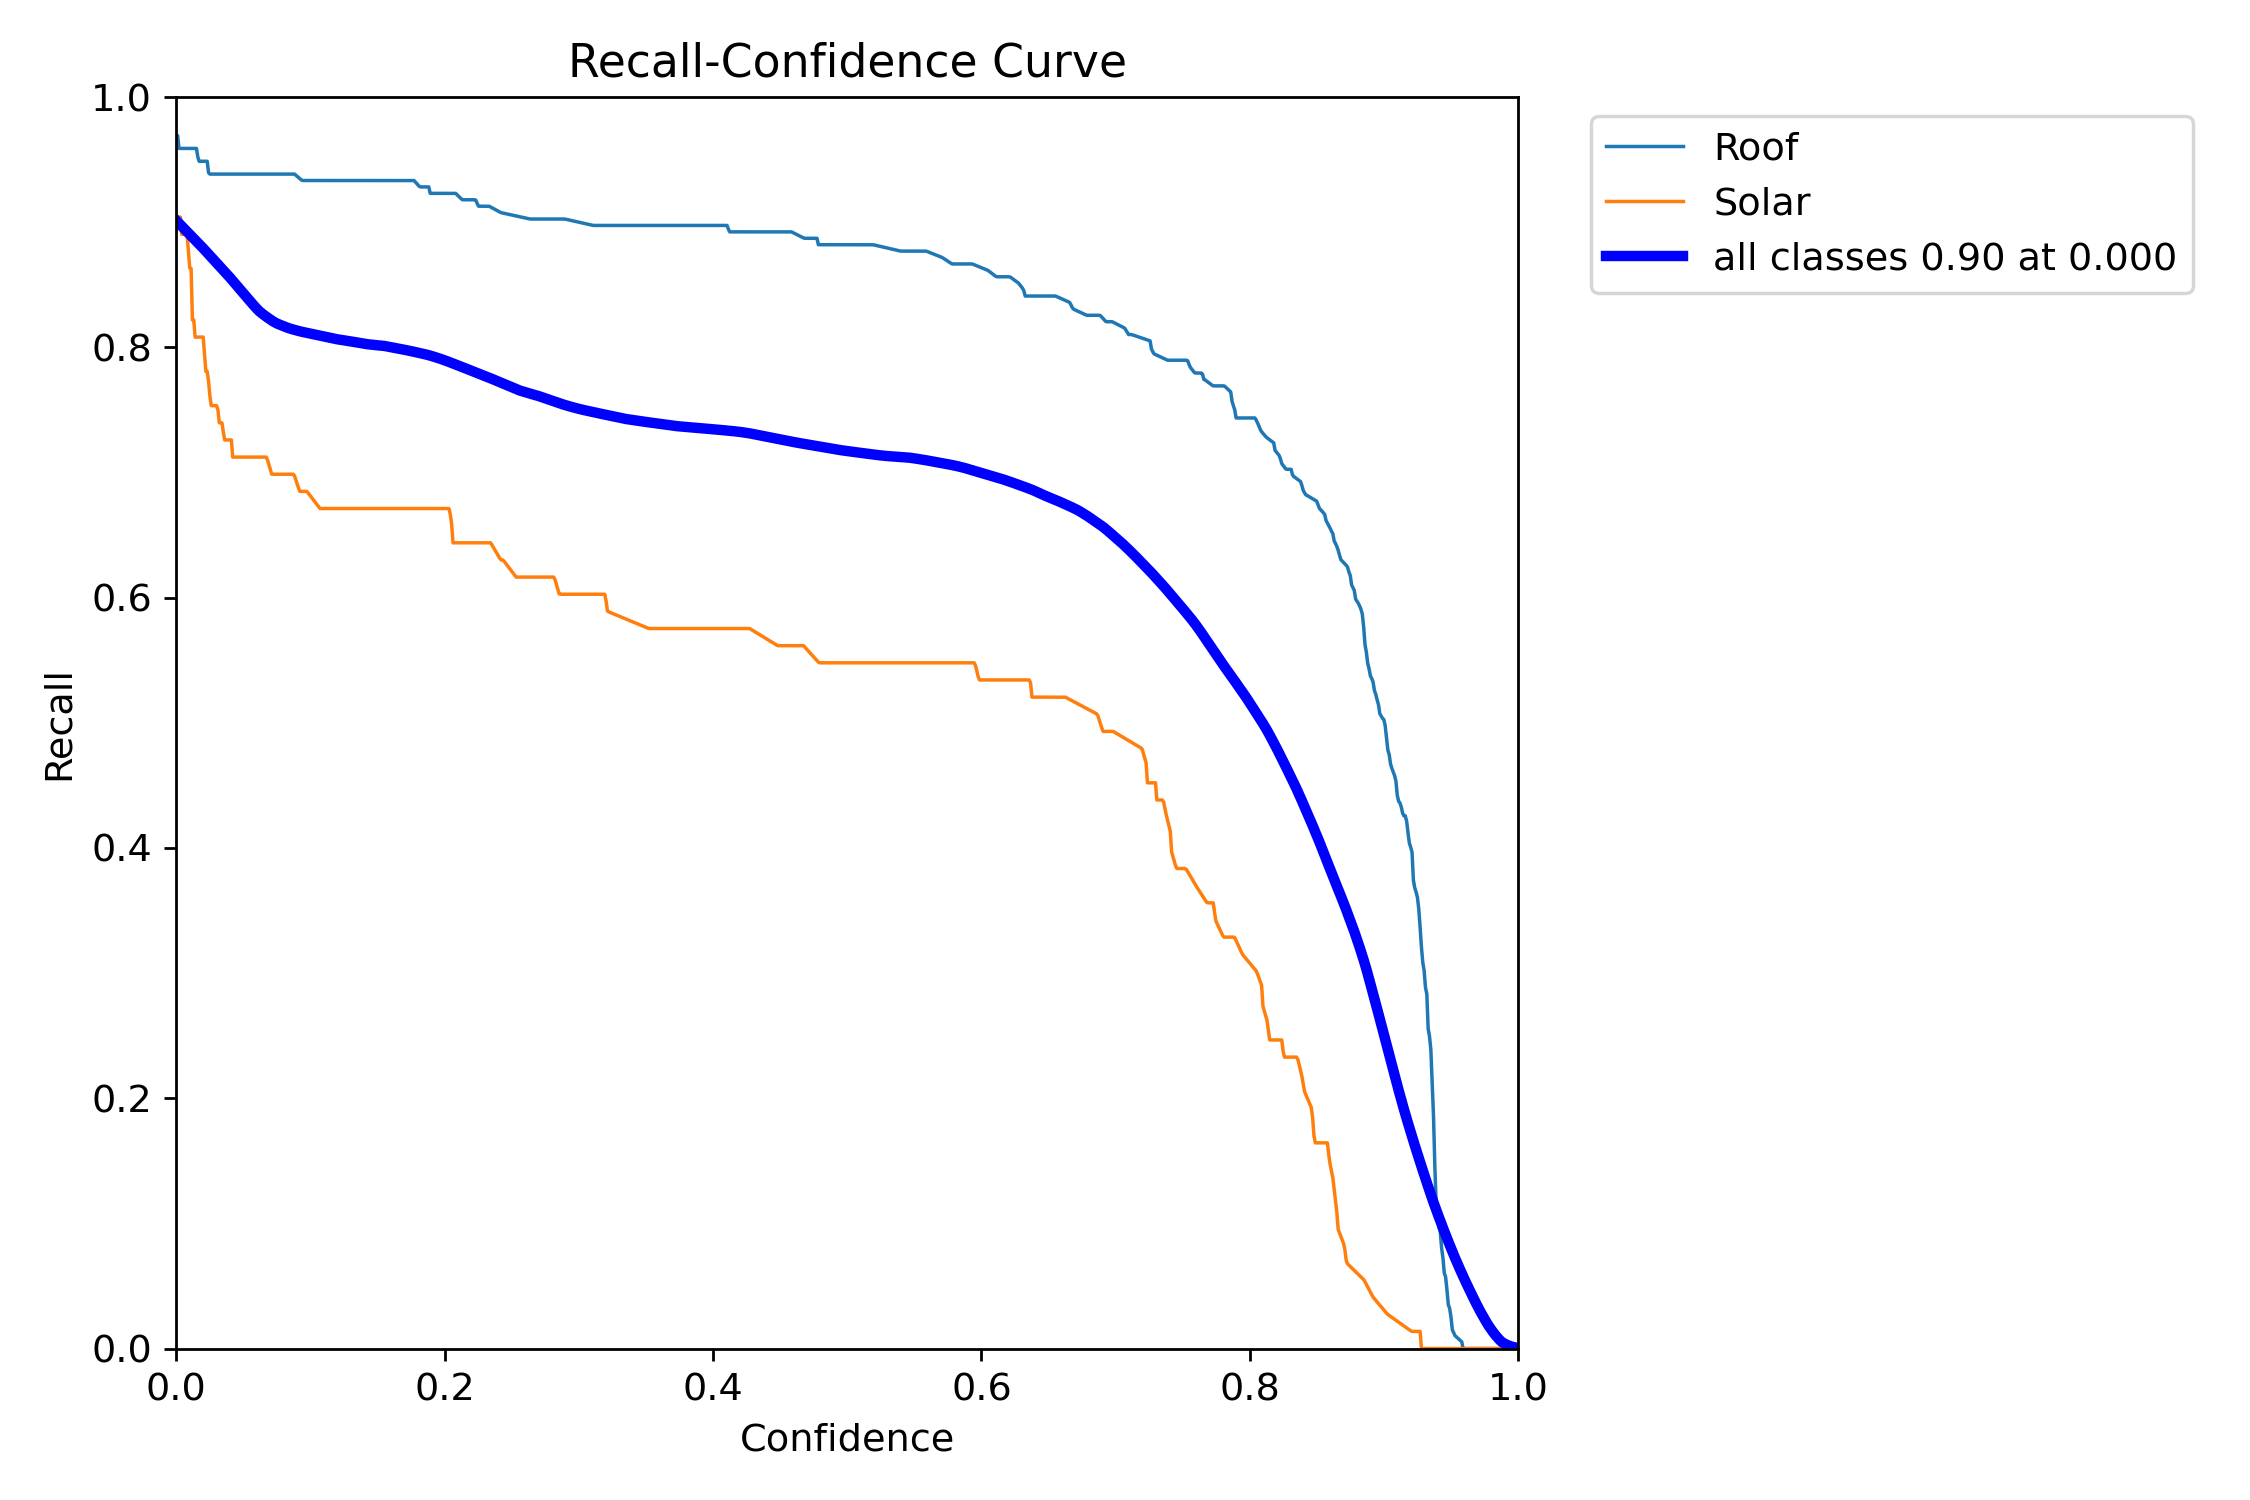 Recall-Confidence Curve
1.0
0.8
0.6
0.4
0.2
0.0
Recall
0.0 0.2 0.4 0.6 0.8 1.0
Confidence
Roof
Solar
all classes 0.90 at 0.000